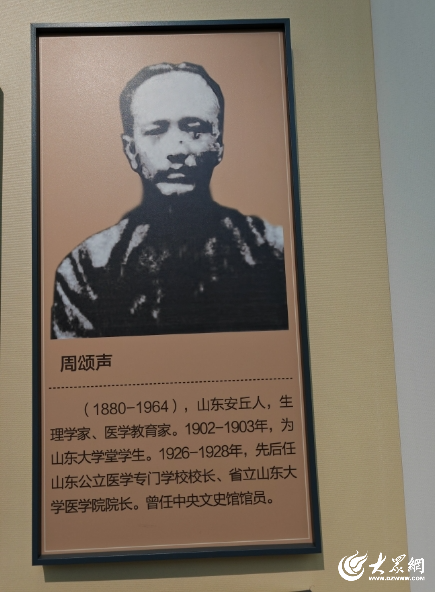 周颂声
（1880-1964），山东安丘人，生
理学家、医学教育家。1902-1903年，为
山东大学堂学生。1926-1928年，先后任
山东公立医学专门学校校长、省立山东大
学医学院院长。曾任中央文史馆馆员。
大众網
WWW.DZWWW.COM